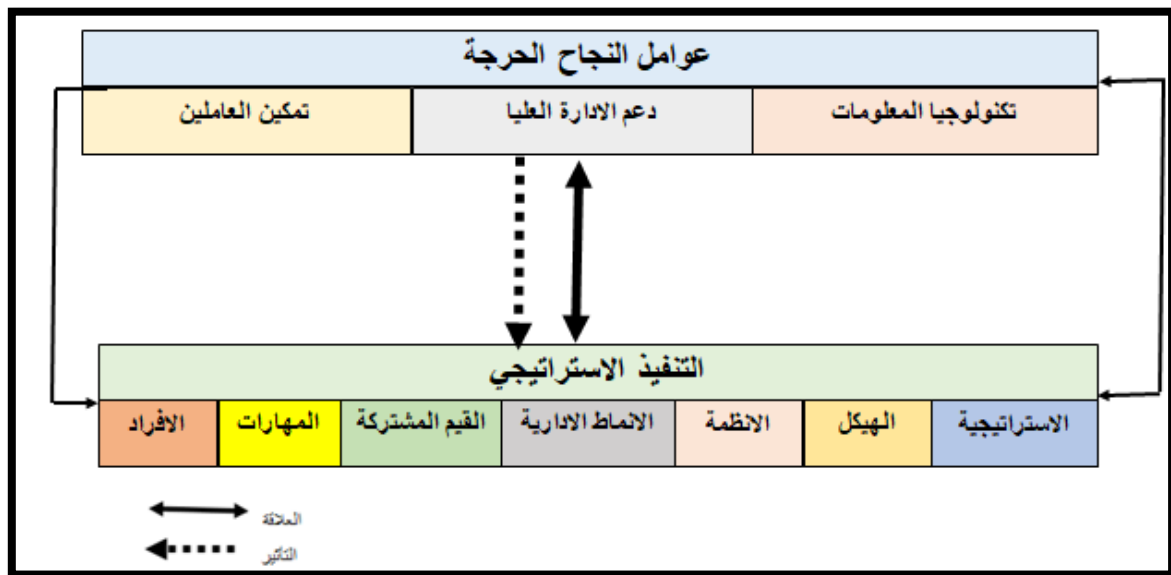 عوامل النجاح الحرجة
تكنولوجيا المعلومات
دعم الادارة العليا
تمكين العاملين
التنفيذ الاستراتيجي
الاستراتيجية
الهيكل
الانظمة
الانماط الادارية
القيم المشتركة
المهارات
الافراد
العلاقة
التأثير